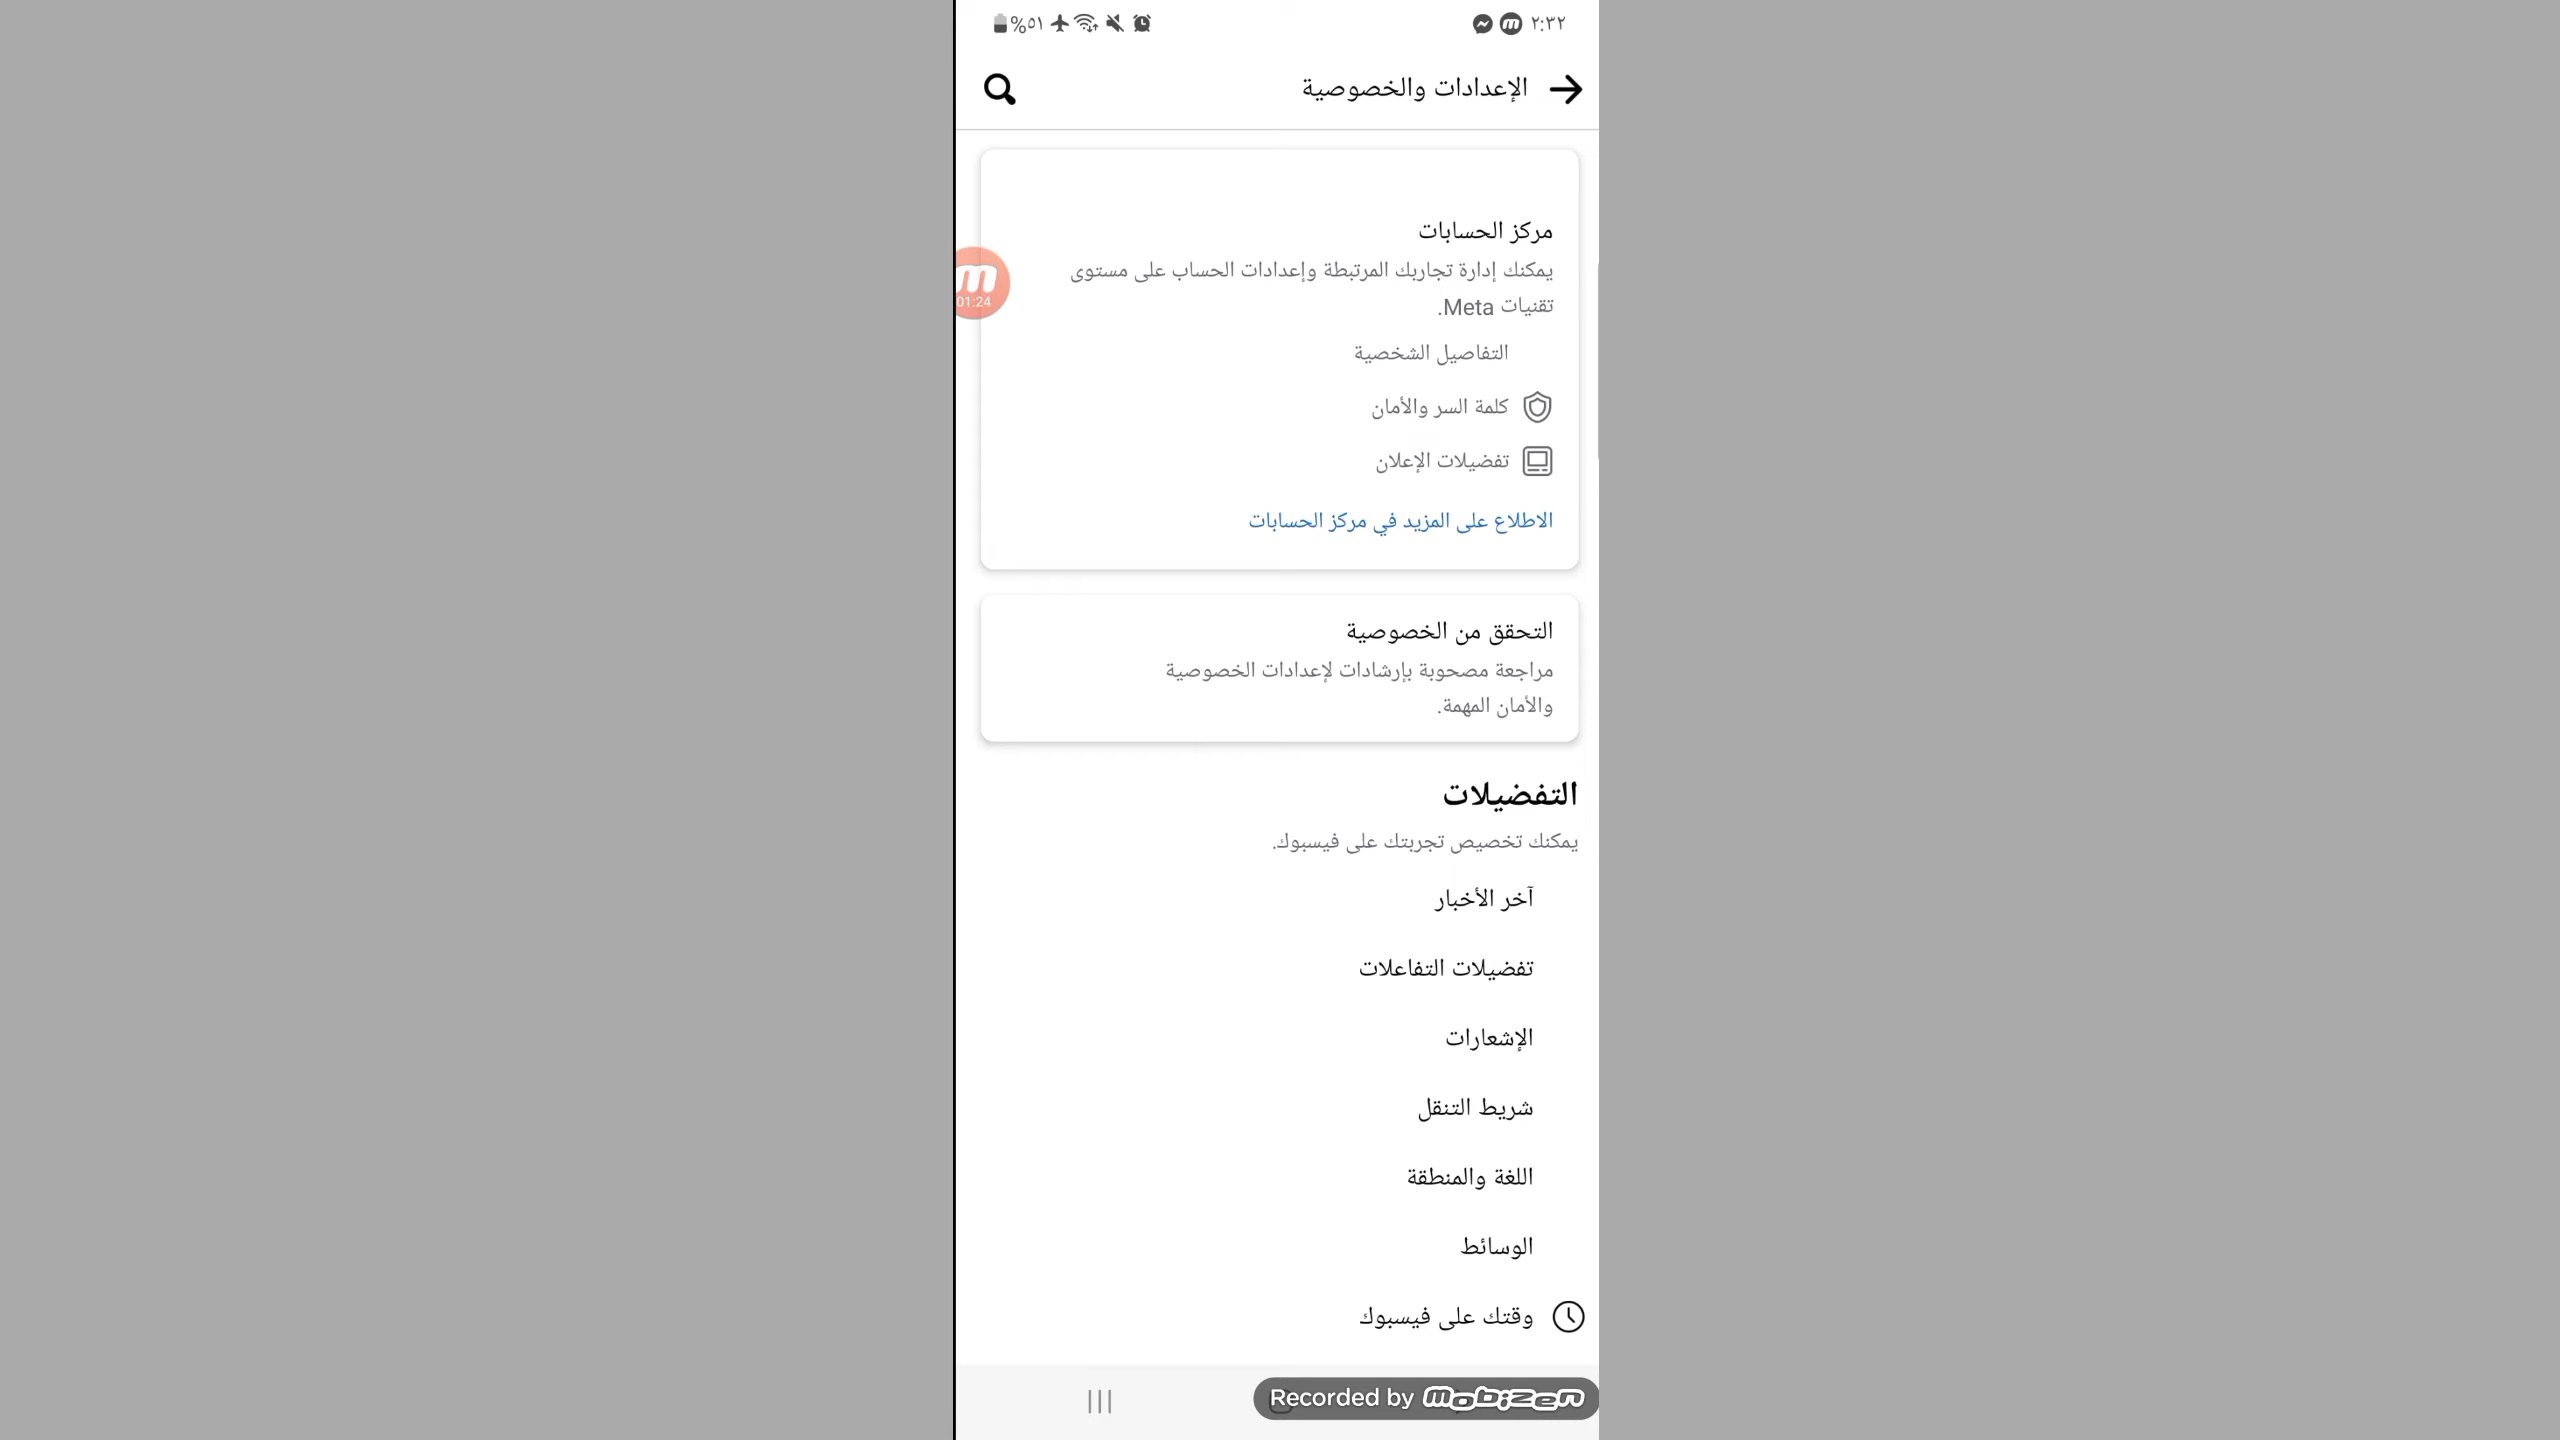 ٢:٣٢
%٥١
الإعدادات والخصوصية
مركز الحسابات
يمكنك إدارة تجاربك المرتبطة وإعدادات الحساب على مستوى
تقنيات Meta.
01:24
التفاصيل الشخصية
كلمة السر والأمان
تفضيلات الإعلان
الاطلاع على المزيد في مركز الحسابات
التحقق من الخصوصية
مراجعة مصحوبة بإرشادات لإعدادات الخصوصية
والأمان المهمة.
التفضيلات
يمكنك تخصيص تجربتك على فيسبوك.
آخر الأخبار
تفضيلات التفاعلات
الإشعارات
شريط التنقل
اللغة والمنطقة
الوسائط
وقتك على فيسبوك
Recorded by mobizen